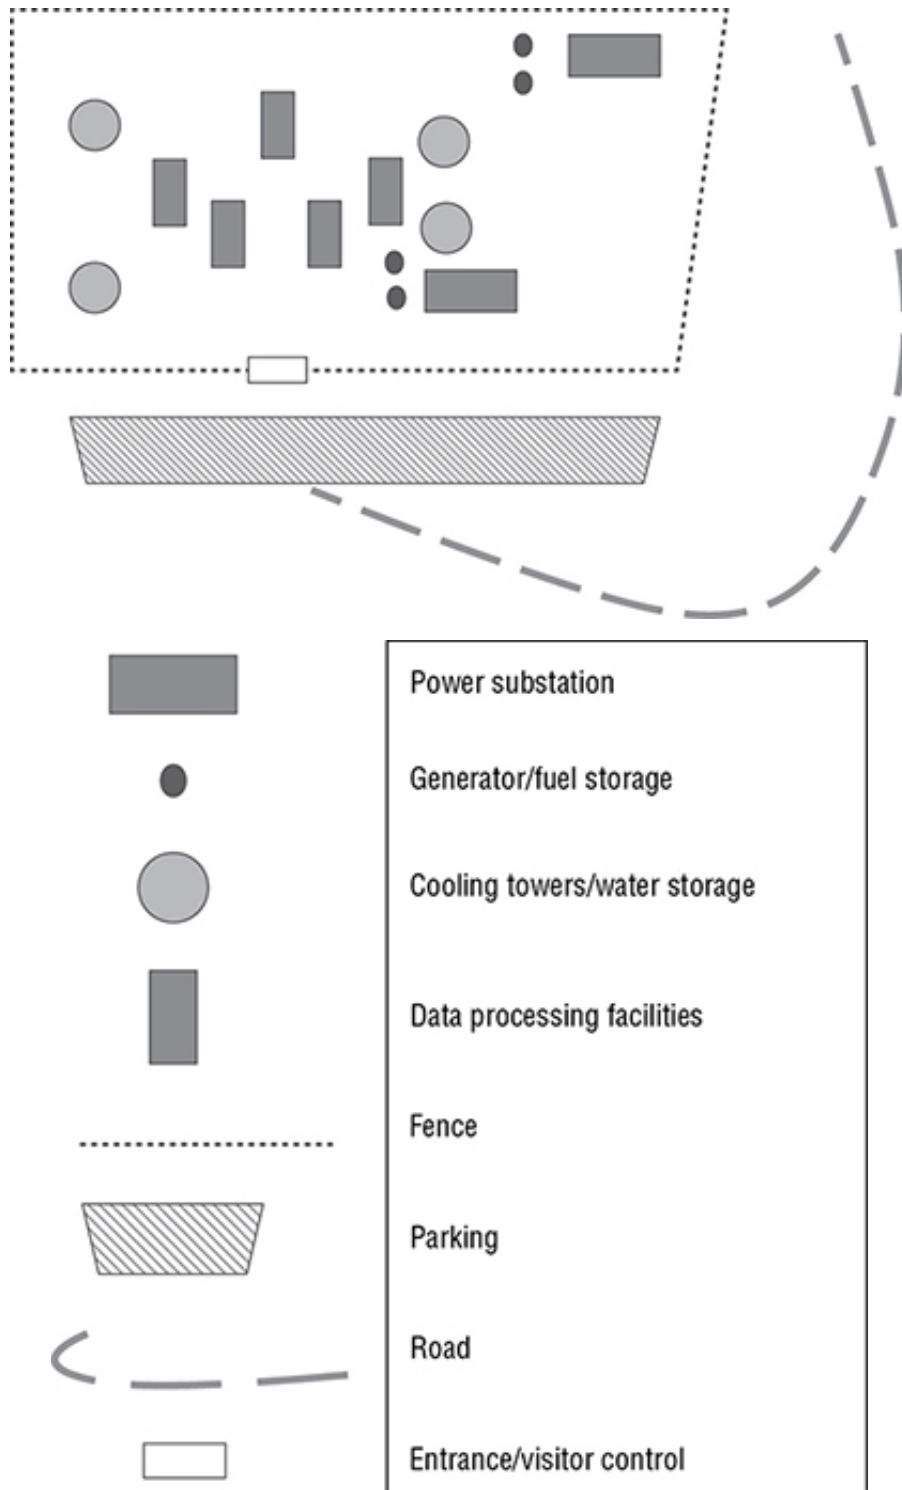 Power substation
Generator/fuel storage
Cooling towers/water storage
Data processing facilities
Fence
Parking
Road
Entrance/visitor control